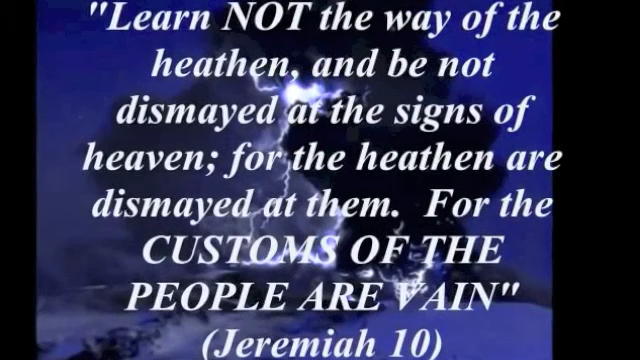 "Learn NOT the way of the
heathen, and be not
dismayed at the signs of
heaven; for the heathen are
dismayed at them. For the
CUSTOMS OF THE
PEOPLE ARE VAIN"
(Jeremiah 10)